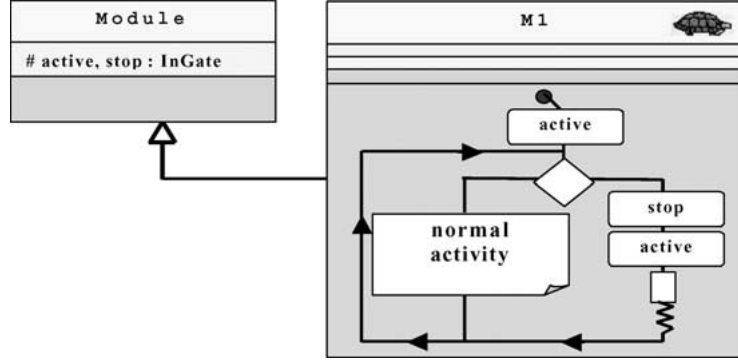 Module
# active, stop : InGate
M1
active
stop
normal
activity
active